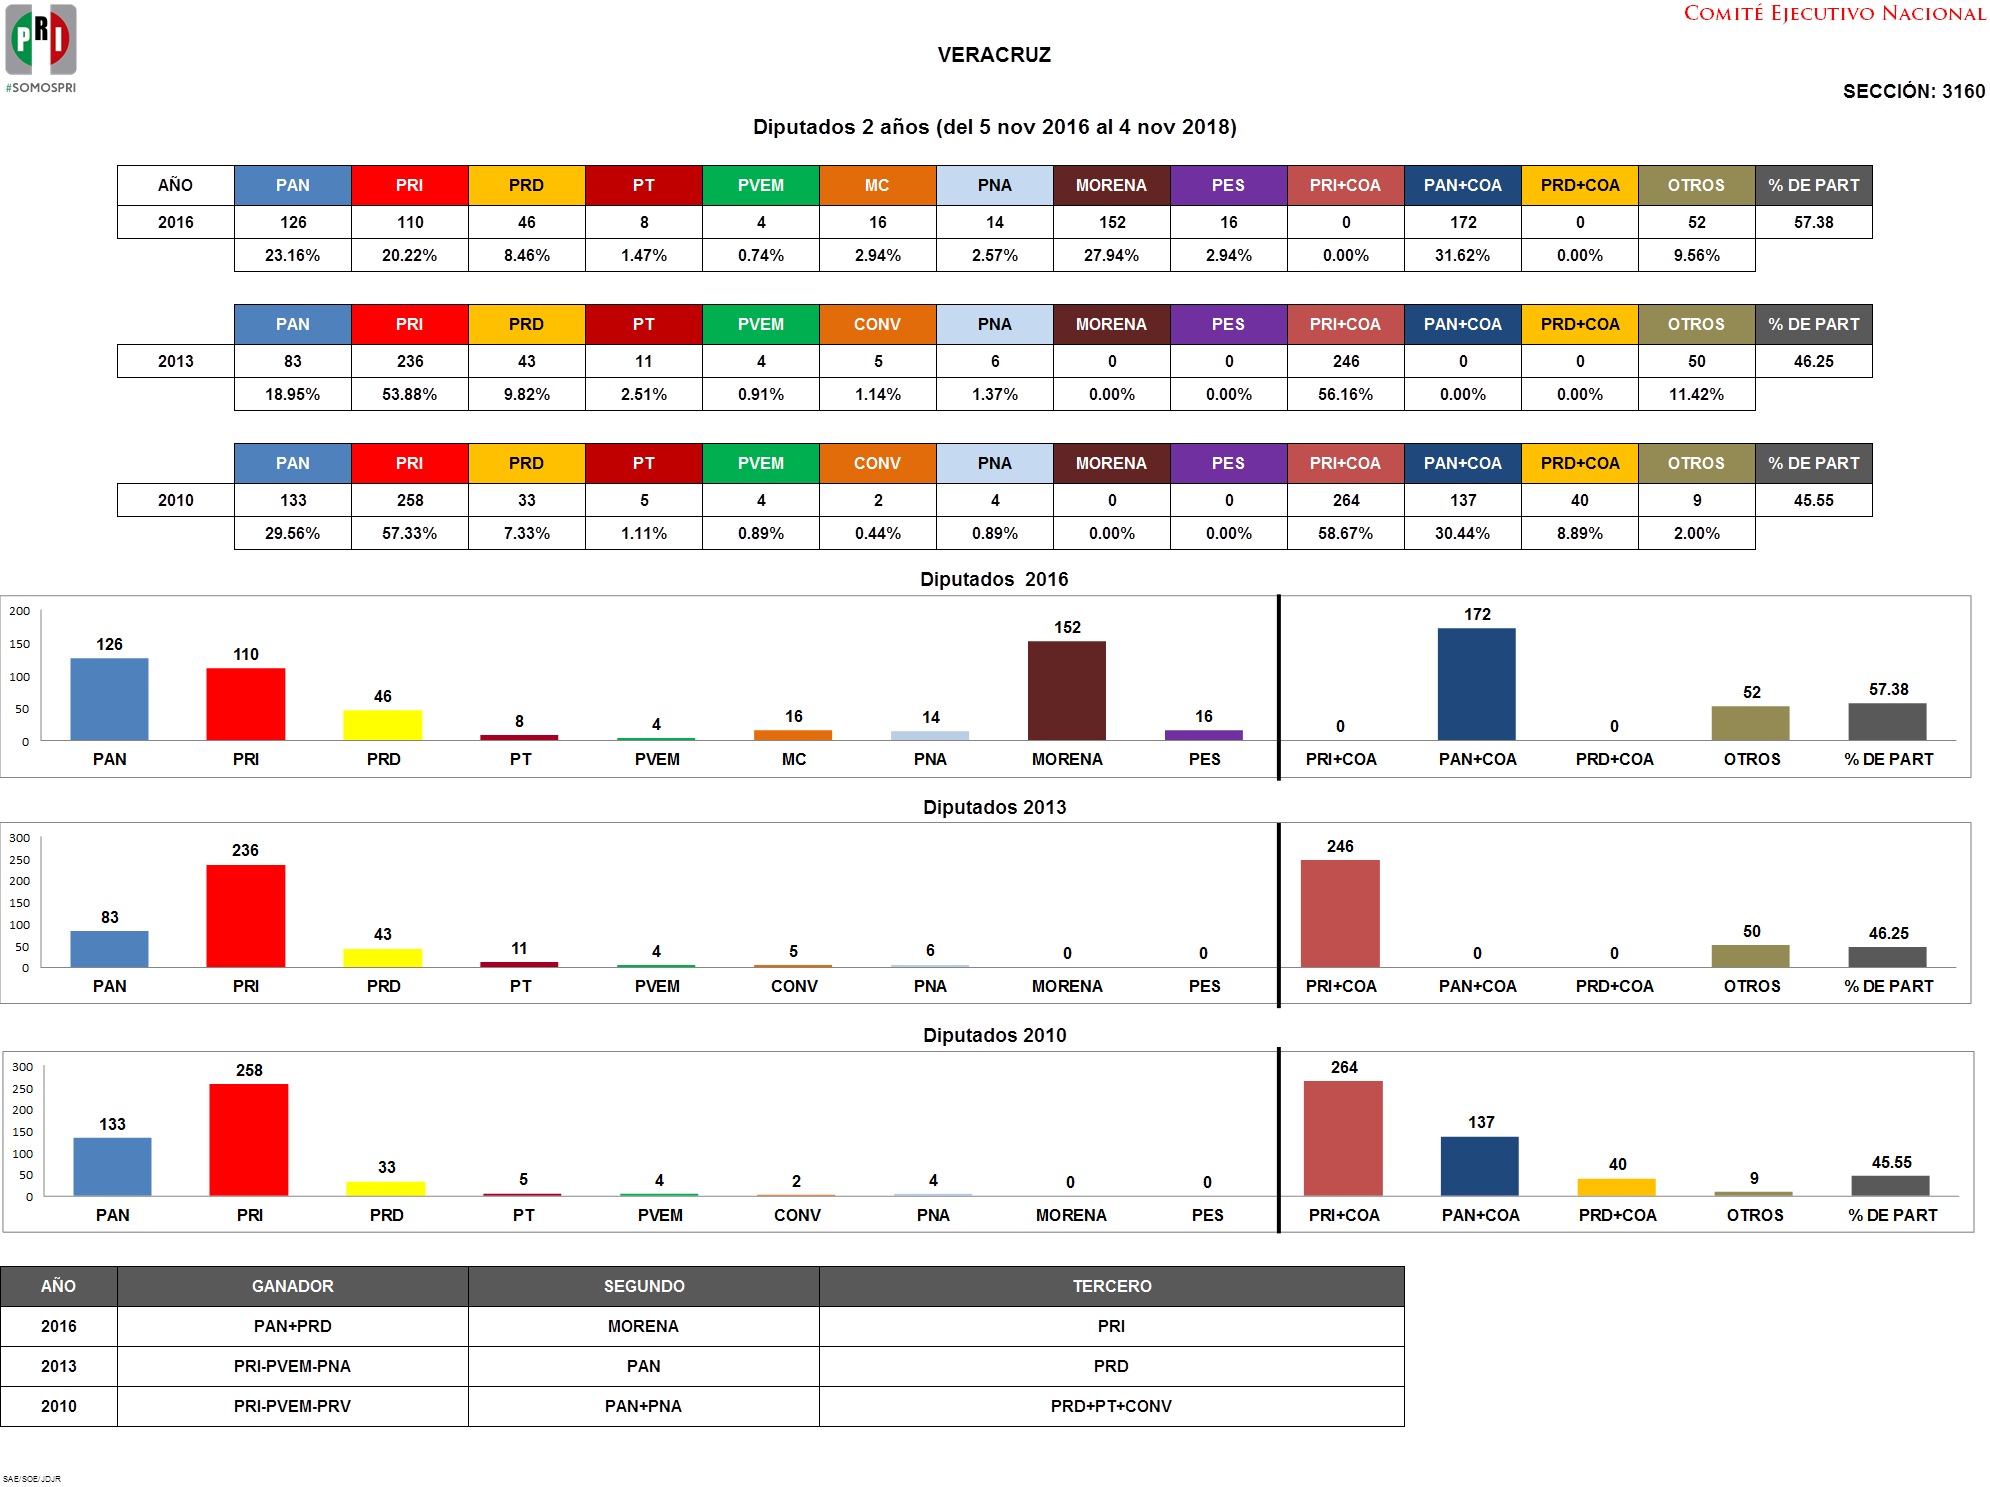 PRI
#SOMOSPRI
COMITÉ EJECUTIVO NACIONAL
VERACRUZ
SECCIÓN: 3160
Diputados 2 años (del 5 nov 2016 al 4 nov 2018)
AÑO PAN PRI PRD PT PVEM MC PNA MORENA PES PRI+COA PAN+COA PRD+COA OTROS % DE PART
2016 126 110 46 8 4 16 14 152 16 0 172 0 52 57.38
23.16% 20.22% 8.46% 1.47% 0.74% 2.94% 2.57% 27.94% 2.94% 0.00% 31.62% 0.00% 9.56%
PAN PRI PRD PT PVEM CONV PNA MORENA PES PRI+COA PAN+COA PRD+COA OTROS % DE PART
2013 83 236 43 11 4 5 6 0 0 246 0 0 50 46.25
18.95% 53.88% 9.82% 2.51% 0.91% 1.14% 1.37% 0.00% 0.00% 56.16% 0.00% 0.00% 11.42%
PAN PRI PRD PT PVEM CONV PNA MORENA PES PRI+COA PAN+COA PRD+COA OTROS % DE PART
2010 133 258 33 5 4 2 4 0 0 264 137 40 9 45.55
29.56% 57.33% 7.33% 1.11% 0.89% 0.44% 0.89% 0.00% 0.00% 58.67% 30.44% 8.89% 2.00%
Diputados 2016
200
150
100
50
0
126 110 46 8 4 16 14 152 16 0 172 0 52 57.38
PAN PRI PRD PT PVEM MC PNA MORENA PES PRI+COA PAN+COA PRD+COA OTROS % DE PART
Diputados 2013
300
250
200
150
100
50
0
83 236 43 11 4 5 6 0 0 246 0 0 50 46.25
PAN PRI PRD PT PVEM CONV PNA MORENA PES PRI+COA PAN+COA PRD+COA OTROS % DE PART
Diputados 2010
300
250
200
150
100
50
0
133 258 33 5 4 2 4 0 0 264 137 40 9 45.55
PAN PRI PRD PT PVEM CONV PNA MORENA PES PRI+COA PAN+COA PRD+COA OTROS % DE PART
AÑO GANADOR SEGUNDO TERCERO
2016 PAN+PRD MORENA PRI
2013 PRI-PVEM-PNA PAN PRD
2010 PRI-PVEM-PRV PAN+PNA PRD+PT+CONV
SAE/SOE/JDJR